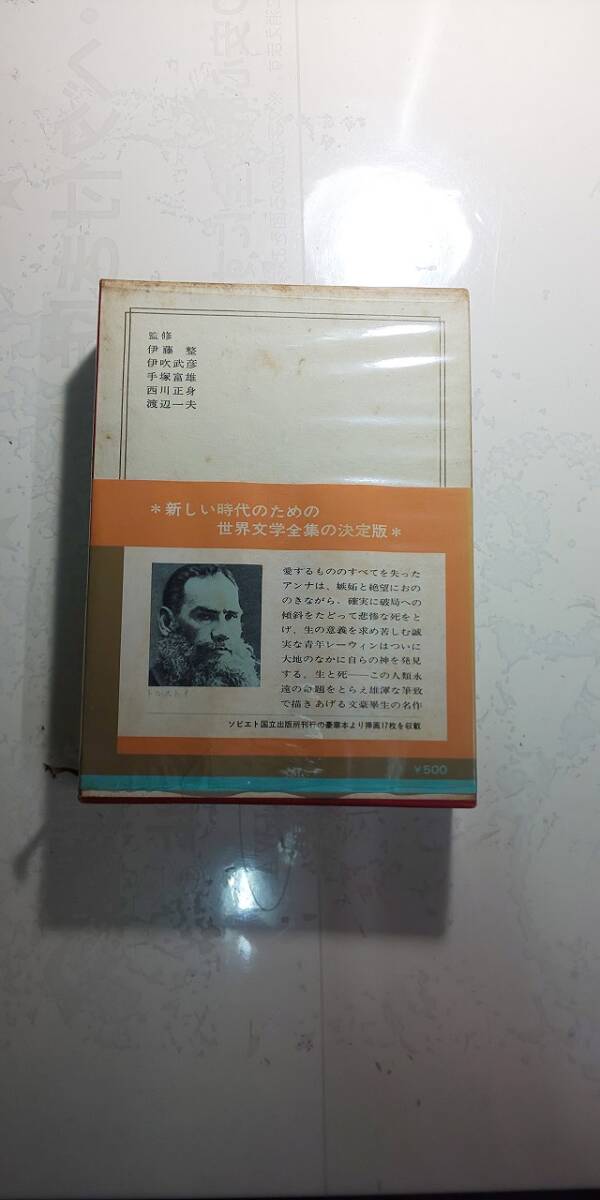 監修
伊藤 整
伊吹武彦
手塚富雄
西川正身
渡辺一夫
＊新しい時代のための
世界文学全集の決定版＊
愛するもののすべてを失った
アンナは、嫉妬と絶望におの
のきながら、確実に破局への
傾斜をたどって悲惨な死をと
げ、生の意義を求め苦しむ誠
実な青年レーウィンはついに
大地のなかに自らの神を発見
する。生と死——この人類永
遠の命題をとらえ雄渾な筆致
で描きあげる文豪畢生の名作
トルストイ
ソビエト国立出版所刊行の豪華本より挿画17枚を収載
￥500